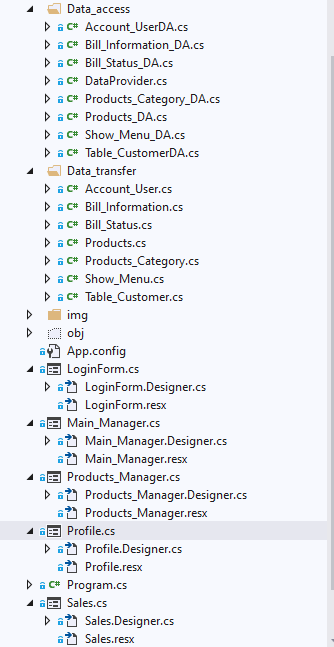 Data_access
C# Account_UserDA.cs
C# Bill_Information_DA.cs
C# Bill_Status_DA.cs
C# DataProvider.cs
C# Products_Category_DA.cs
C# Products_DA.cs
C# Show_Menu_DA.cs
C# Table_CustomerDA.cs
Data_transfer
C# Account_User.cs
C# Bill_Information.cs
C# Bill_Status.cs
C# Products.cs
C# Products_Category.cs
C# Show_Menu.cs
C# Table_Customer.cs
img
obj
App.config
LoginForm.cs
LoginForm.Designer.cs
LoginForm.resx
Main_Manager.cs
Main_Manager.Designer.cs
Main_Manager.resx
Products_Manager.cs
Products_Manager.Designer.cs
Products_Manager.resx
Profile.cs
Profile.Designer.cs
Profile.resx
C# Program.cs
Sales.cs
Sales.Designer.cs
Sales.resx